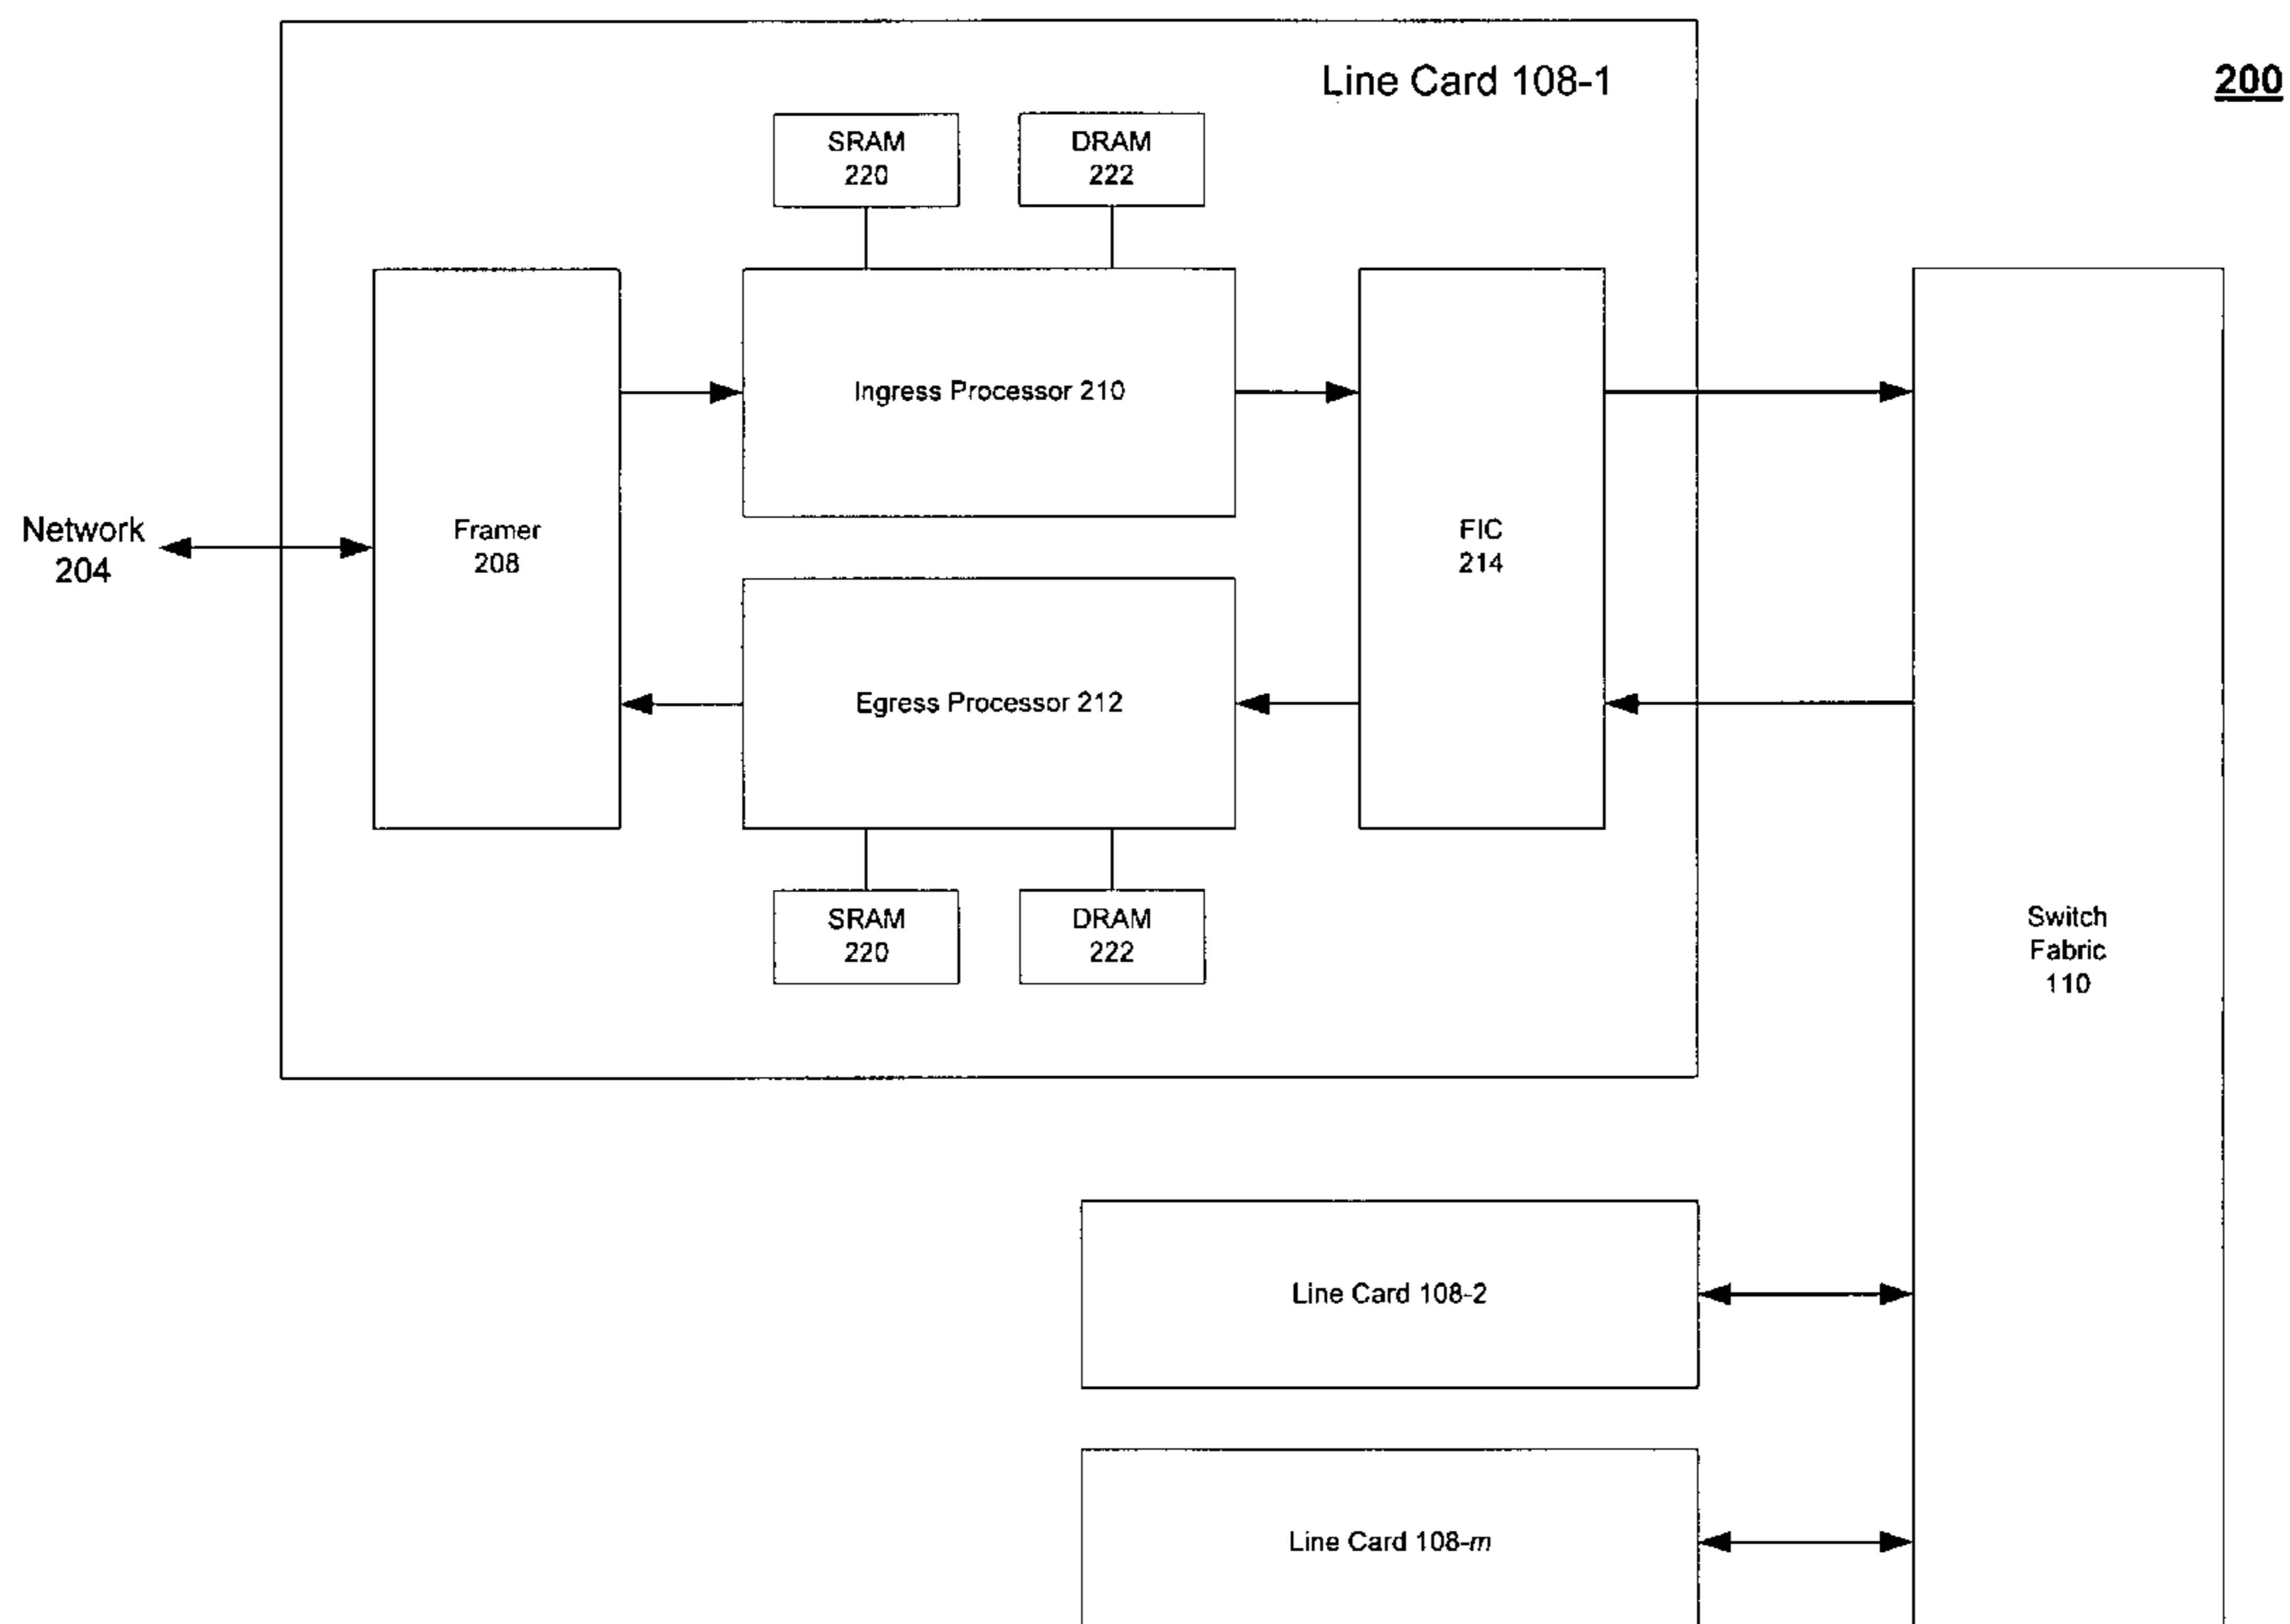 Line Card 108-1
200
SRAM
220
DRAM
222
Ingress Processor 210
Network
204
Framer
208
FIC
214
Egress Processor 212
SRAM
220
DRAM
222
Switch
Fabric
110
Line Card 108-2
Line Card 108-m